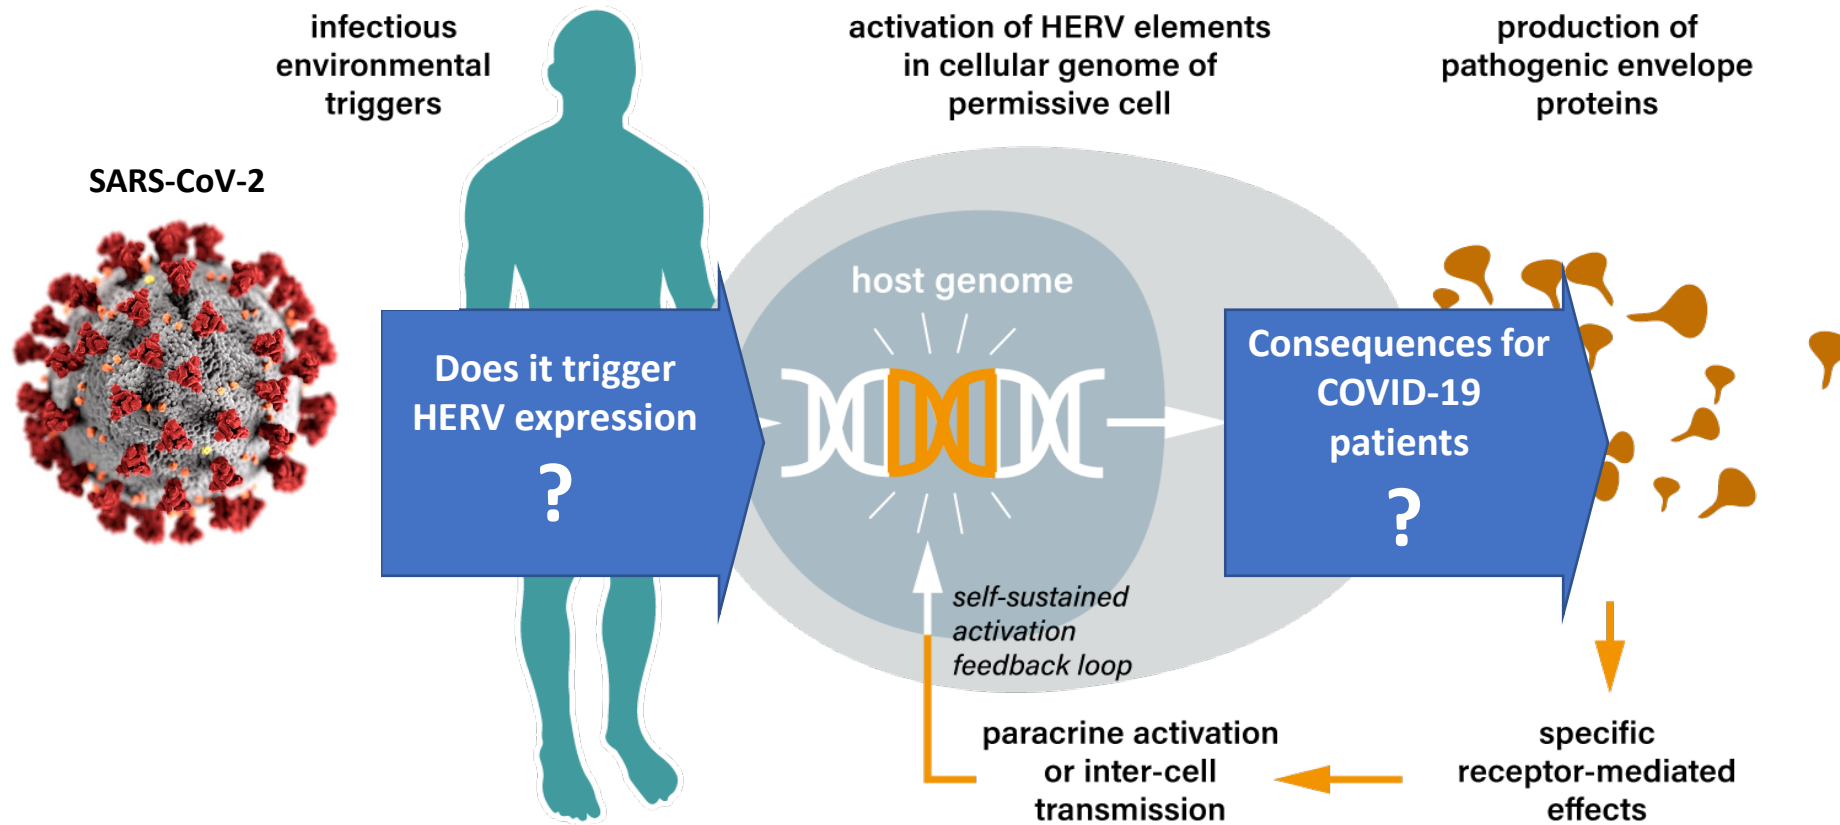 infectious
environmental
triggers
activation of HERV elements
in cellular genome of
permissive cell
production of
pathogenic envelope
proteins
SARS-CoV-2
host genome
Does it trigger
HERV expression
?
Consequences for
COVID-19
patients
?
self-sustained
activation
feedback loop
paracrine activation
or inter-cell
transmission
specific
receptor-mediated
effects